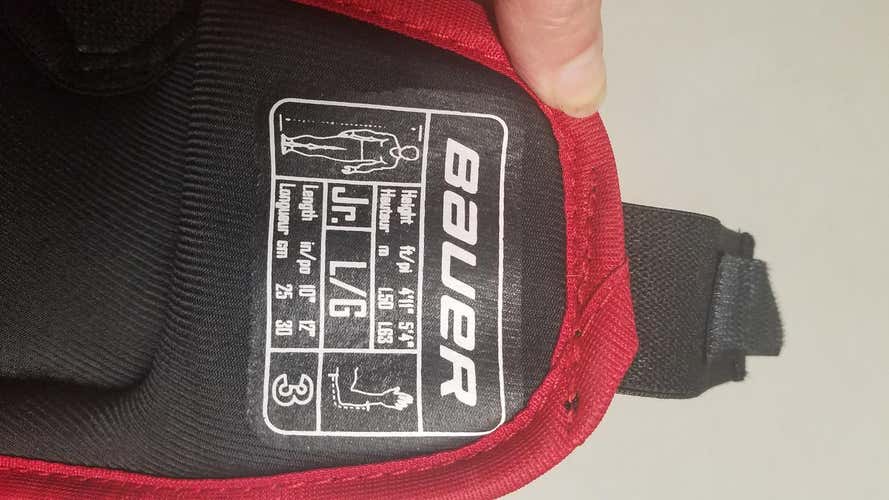 BAUER
Height ft/pi 4'11" 5'4"
Hauteur m 1.50 1.63
Jr. L/G
Length in/po 10" 12"
Longueur cm 25 30
3